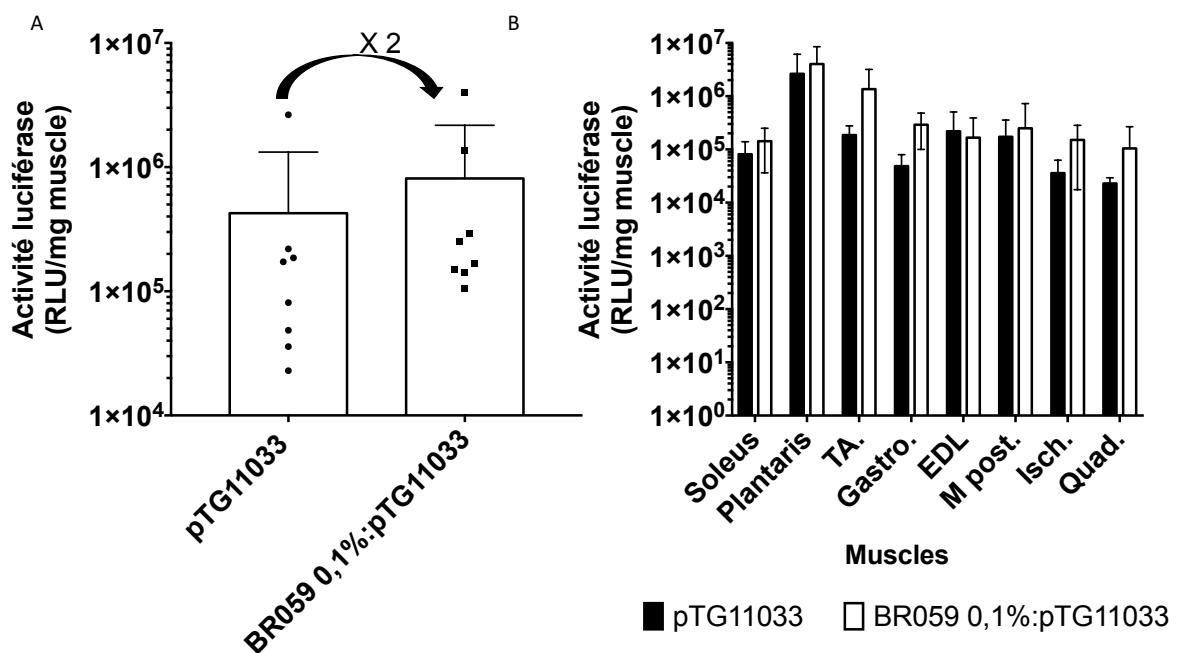 A
Activité luciférase
(RLU/mg muscle)
1×10⁷
1×10⁶
1×10⁵
1×10⁴
X 2
pTG11033
BR059 0,1%:pTG11033
B
Activité luciférase
(RLU/mg muscle)
1×10⁷
1×10⁶
1×10⁵
1×10⁴
1×10³
1×10²
1×10¹
1×10⁰
Soleus
Plantaris
TA.
Gastro.
EDL
M post.
Isch.
Quad.
Muscles
pTG11033
BR059 0,1%:pTG11033